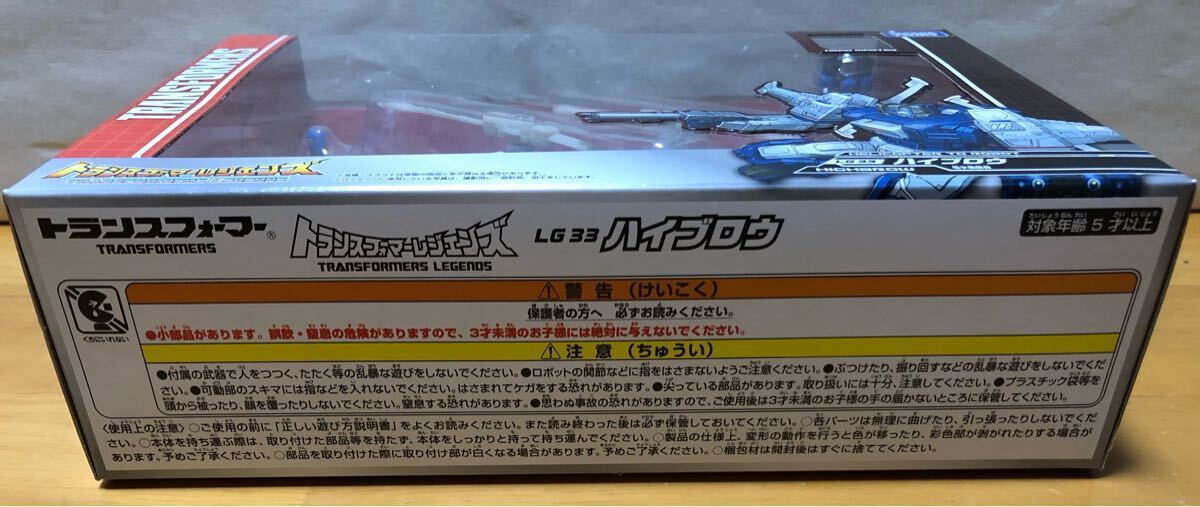 TRANSFORMERS
トランスフォーマーレジェンズ
LG33 ハイブロウ
HIGHBROW
トランスフォーマー®
TRANSFORMERS
トランスフォーマーレジェンズ
TRANSFORMERS LEGENDS
LG33 ハイブロウ
対象年齢5才以上
くちにいれない
⚠警告（けいこく）
保護者の方へ 必ずお読みください。
●小部品があります。誤飲・窒息の危険がありますので、3才未満のお子様には絶対に与えないでください。
⚠注意（ちゅうい）
●付属の武器で人をつつく、たたく等の乱暴な遊びをしないでください。●ロボットの関節などに指をはさまないようご注意ください。●ぶつけたり、振り回すなどの乱暴な遊びをしないでくだ
さい。●可動部のスキマには指などを入れないでください。はさまれてケガをする恐れがあります。●尖っている部品があります。取り扱いには十分、注意してください。●プラスチック袋等を
頭から被ったり、顔を覆ったりしないでください。窒息する恐れがあります。●思わぬ事故の恐れがありますので、ご使用後は3才未満のお子様の手の届かないところに保管してください。
〈使用上の注意〉○ご使用の前に「正しい遊び方説明書」をよくお読みください。また読み終わった後は必ず保管しておいてください。○各パーツは無理に曲げたり、引っ張ったりしないでくだ
さい。○本体を持ち運ぶ際は、取り付けた部品等を持たず、本体をしっかりと持って持ち運んでください。○製品の仕様上、変形の動作を行うと色が移ったり、彩色部が剥がれたりする場合が
あります。予めご了承ください。○部品を取り付けた際に取り付け部が白くなる場合があります。予めご了承ください。○梱包材は開封後はすぐに捨ててください。